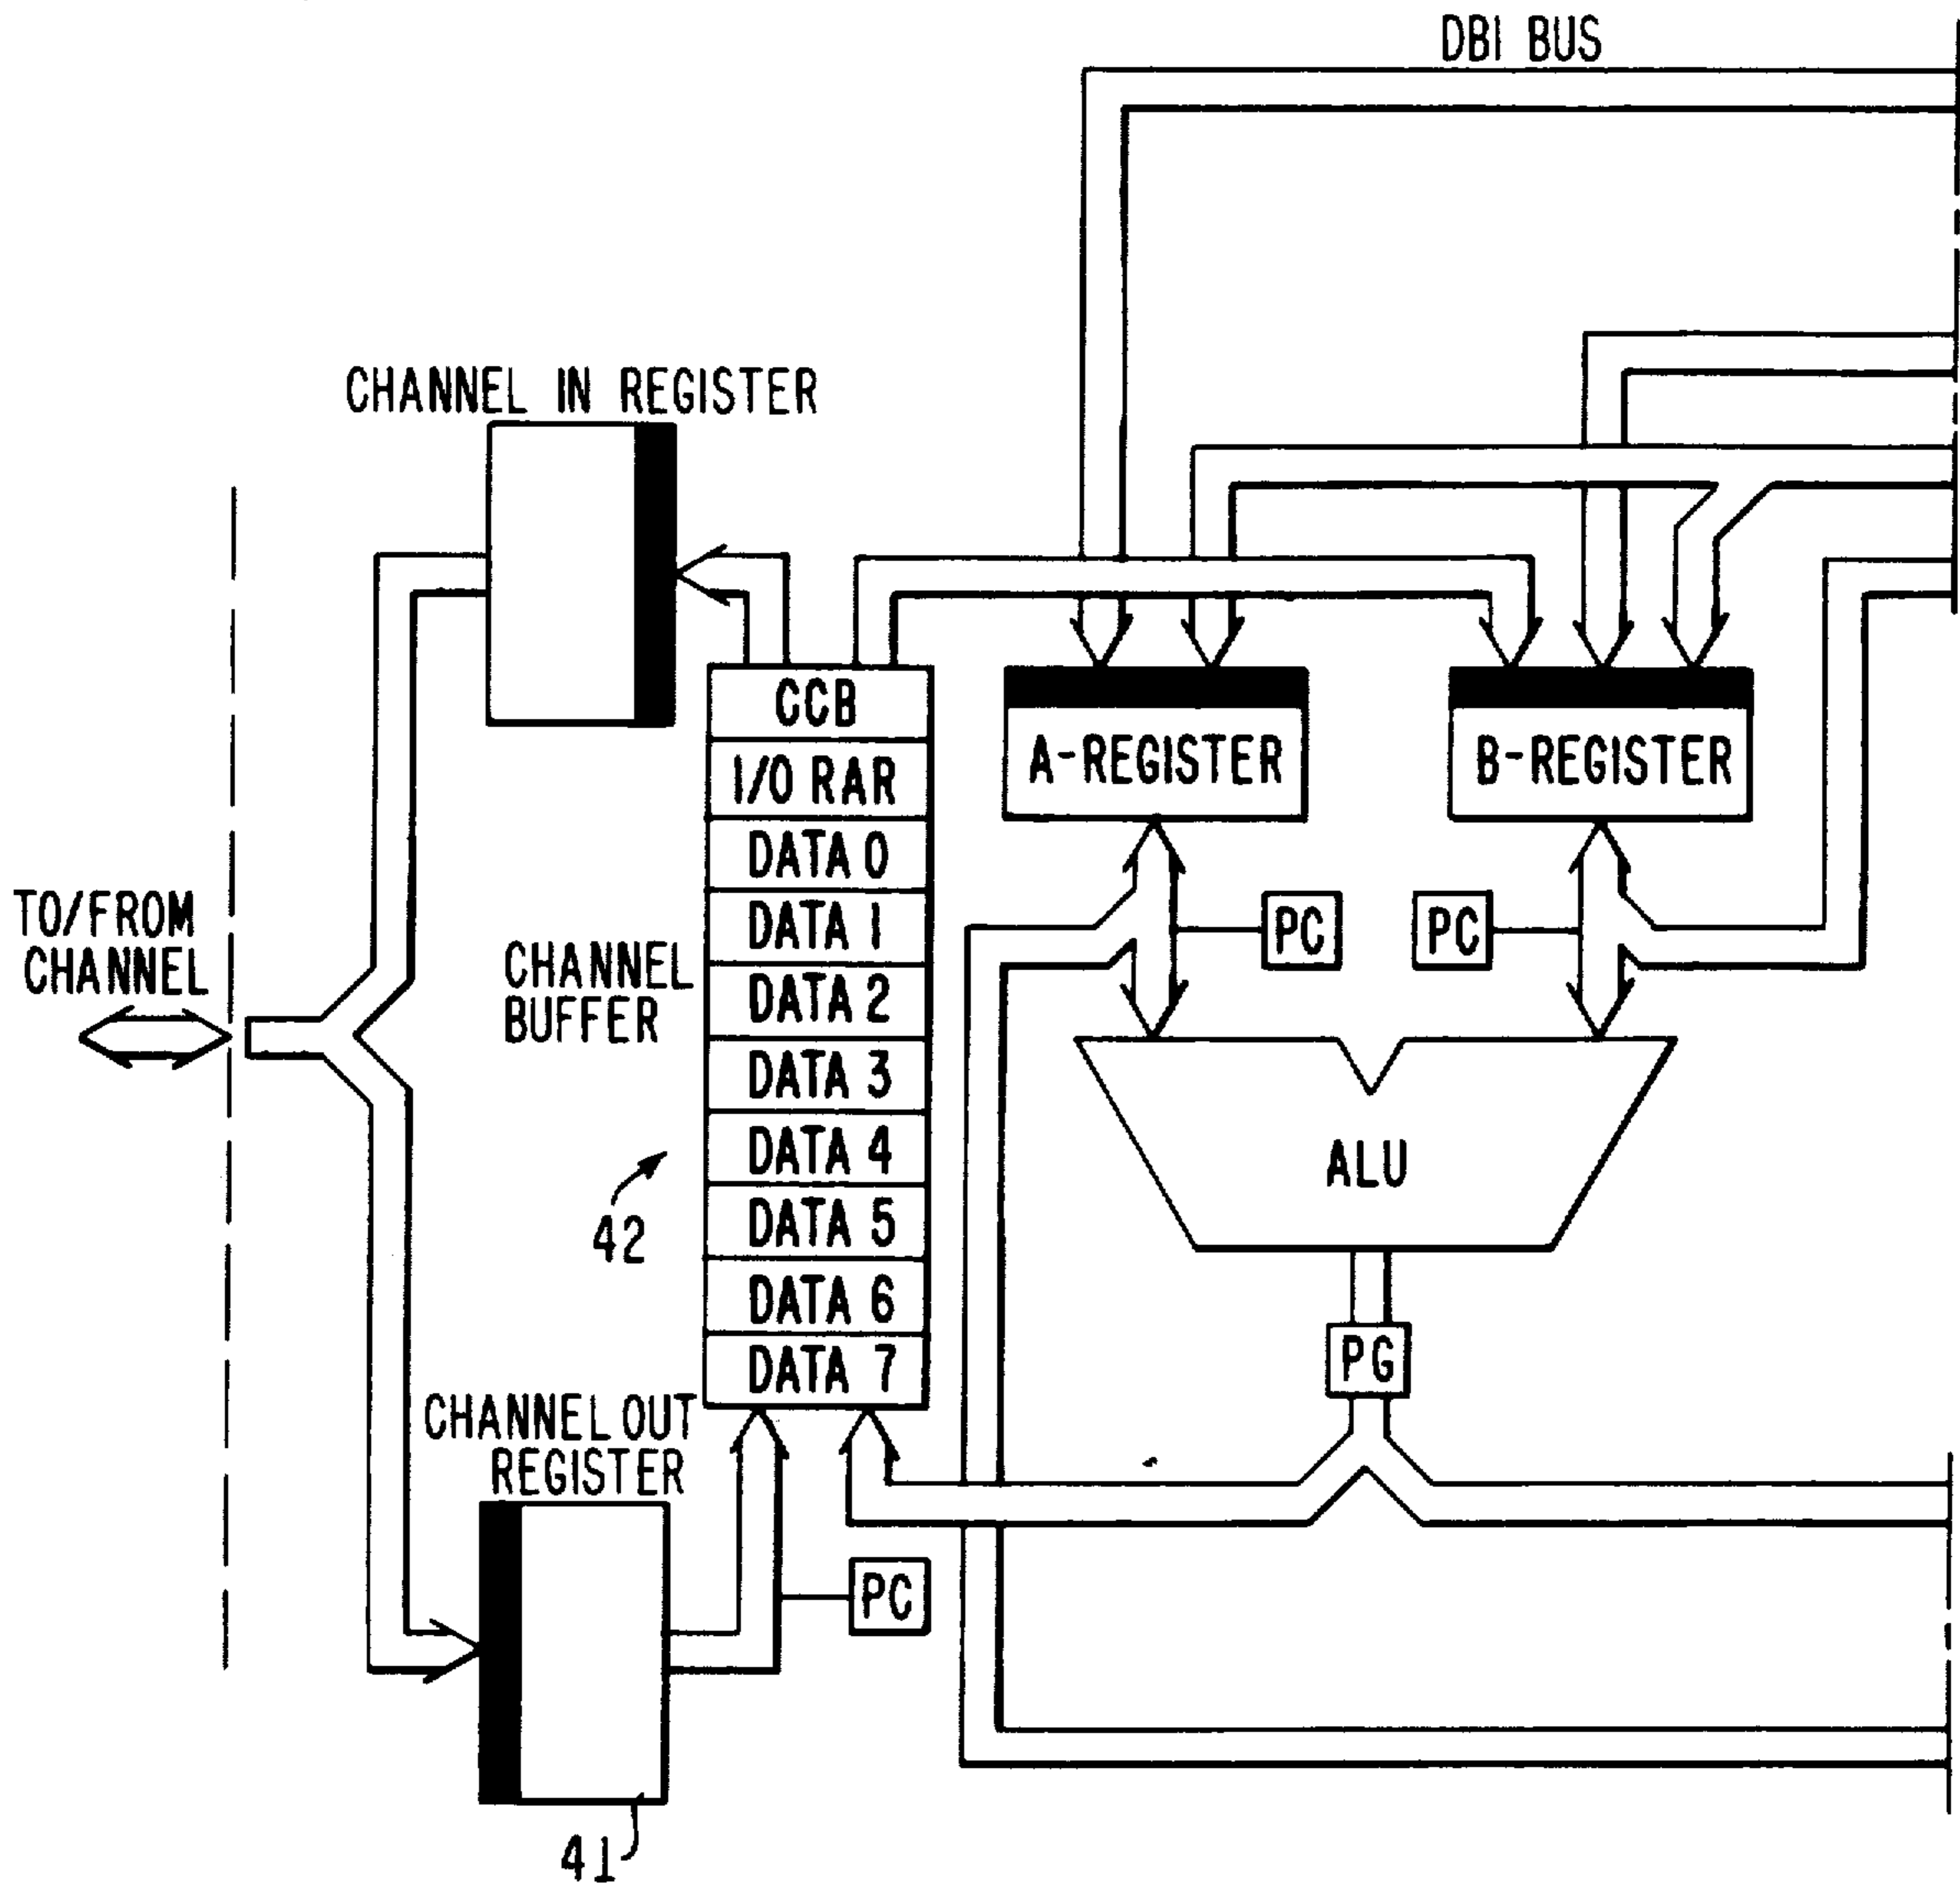 DBI BUS
CHANNEL IN REGISTER
CCB
I/O RAR
DATA 0
DATA 1
DATA 2
DATA 3
DATA 4
DATA 5
DATA 6
DATA 7
A-REGISTER
B-REGISTER
TO/FROM
CHANNEL
CHANNEL
BUFFER
PC
PC
ALU
42
PG
CHANNEL OUT
REGISTER
PC
41